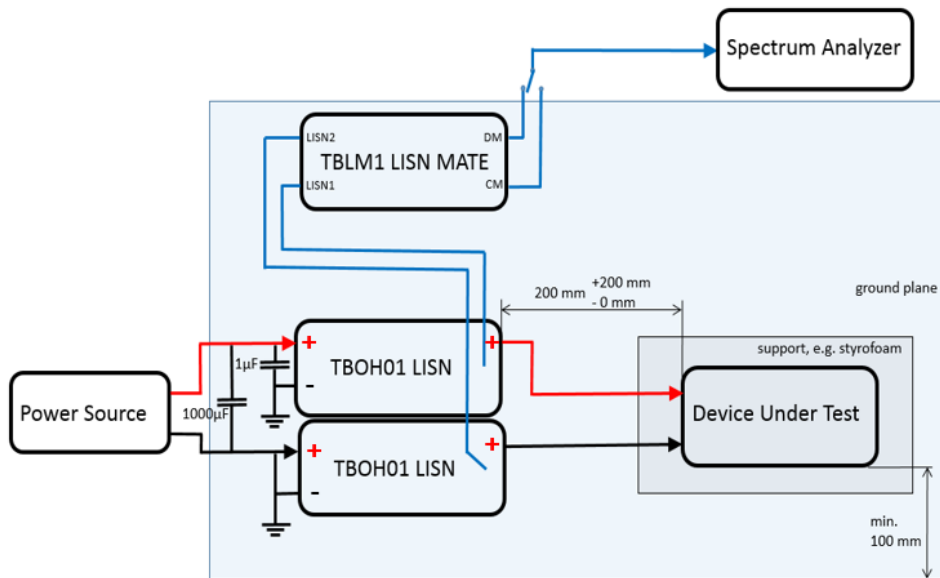 Spectrum Analyzer
LISN2
DM
TBLM1 LISN MATE
LISN1
CM
200 mm
+200 mm
- 0 mm
ground plane
support, e.g. styrofoam
+
+
1µF
TBOH01 LISN
-
Power Source
1000µF
Device Under Test
+
+
TBOH01 LISN
-
min.
100 mm